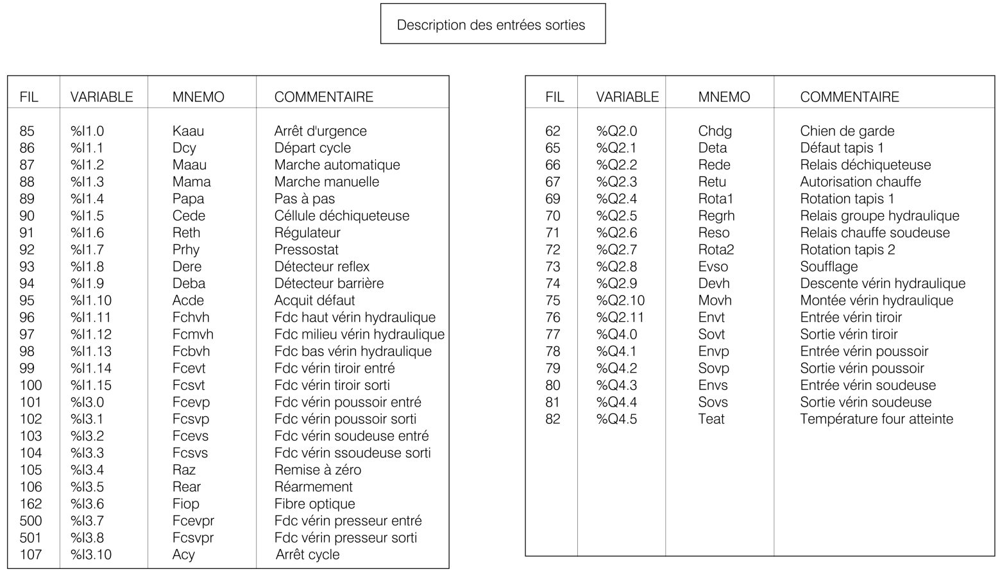 Description des entrées sorties
FIL VARIABLE MNEMO COMMENTAIRE
85 %I1.0 Kaau Arrêt d'urgence
86 %I1.1 Dcy Départ cycle
87 %I1.2 Maau Marche automatique
88 %I1.3 Mama Marche manuelle
89 %I1.4 Papa Pas à pas
90 %I1.5 Cede Céllule déchiqueteuse
91 %I1.6 Reth Régulateur
92 %I1.7 Prhy Pressostat
93 %I1.8 Dere Détecteur reflex
94 %I1.9 Deba Détecteur barrière
95 %I1.10 Acde Acquit défaut
96 %I1.11 Fchvh Fdc haut vérin hydraulique
97 %I1.12 Fcmvh Fdc milieu vérin hydraulique
98 %I1.13 Fcbvh Fdc bas vérin hydraulique
99 %I1.14 Fcevt Fdc vérin tiroir entré
100 %I1.15 Fcsvt Fdc vérin tiroir sorti
101 %I3.0 Fcevp Fdc vérin poussoir entré
102 %I3.1 Fcsvp Fdc vérin poussoir sorti
103 %I3.2 Fcevs Fdc vérin soudeuse entré
104 %I3.3 Fcsvs Fdc vérin ssoudeuse sorti
105 %I3.4 Raz Remise à zéro
106 %I3.5 Rear Réarmement
162 %I3.6 Fiop Fibre optique
500 %I3.7 Fcevpr Fdc vérin presseur entré
501 %I3.8 Fcsvpr Fdc vérin presseur sorti
107 %I3.10 Acy Arrêt cycle
FIL VARIABLE MNEMO COMMENTAIRE
62 %Q2.0 Chdg Chien de garde
65 %Q2.1 Deta Défaut tapis 1
66 %Q2.2 Rede Relais déchiqueteuse
67 %Q2.3 Retu Autorisation chauffe
69 %Q2.4 Rota1 Rotation tapis 1
70 %Q2.5 Regrh Relais groupe hydraulique
71 %Q2.6 Reso Relais chauffe soudeuse
72 %Q2.7 Rota2 Rotation tapis 2
73 %Q2.8 Evso Soufflage
74 %Q2.9 Devh Descente vérin hydraulique
75 %Q2.10 Movh Montée vérin hydraulique
76 %Q2.11 Envt Entrée vérin tiroir
77 %Q4.0 Sovt Sortie vérin tiroir
78 %Q4.1 Envp Entrée vérin poussoir
79 %Q4.2 Sovp Sortie vérin poussoir
80 %Q4.3 Envs Entrée vérin soudeuse
81 %Q4.4 Sovs Sortie vérin soudeuse
82 %Q4.5 Teat Température four atteinte